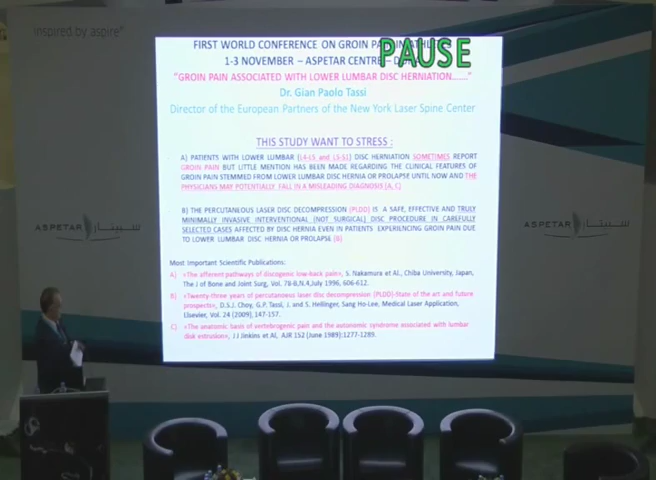 inspired by aspire
PAUSE
FIRST WORLD CONFERENCE ON GROIN PAIN IN ATHL
1-3 NOVEMBER – ASPETAR CENTRE – D
"GROIN PAIN ASSOCIATED WITH LOWER LUMBAR DISC HERNIATION……"
Dr. Gian Paolo Tassi
Director of the European Partners of the New York Laser Spine Center
THIS STUDY WANT TO STRESS :
A) PATIENTS WITH LOWER LUMBAR (L4-L5 and L5-S1) DISC HERNIATION SOMETIMES REPORT
GROIN PAIN BUT LITTLE MENTION HAS BEEN MADE REGARDING THE CLINICAL FEATURES OF
GROIN PAIN STEMMED FROM LOWER LUMBAR DISC HERNIA OR PROLAPSE UNTIL NOW AND THE
PHYSICIANS MAY POTENTIALLY FALL IN A MISLEADING DIAGNOSIS (A, C)
B) THE PERCUTANEOUS LASER DISC DECOMPRESSION (PLDD) IS A SAFE, EFFECTIVE AND TRULY
MINIMALLY INVASIVE INTERVENTIONAL (NOT SURGICAL) DISC PROCEDURE IN CAREFULLY
SELECTED CASES AFFECTED BY DISC HERNIA EVEN IN PATIENTS EXPERIENCING GROIN PAIN DUE
TO LOWER LUMBAR DISC HERNIA OR PROLAPSE (B)
Most Important Scientific Publications:
A) «The afferent pathways of discogenic low-back pain», S. Nakamura et Al., Chiba University, Japan,
The J of Bone and Joint Surg, Vol. 78-B,N.4,July 1996, 606-612.
B) «Twenty-three years of percutaneous laser disc decompression (PLDD)-State of the art and future
prospects», D.S.J. Choy, G.P. Tassi, J. and S. Hellinger, Sang Ho-Lee, Medical Laser Application,
Elsevier, Vol. 24 (2009), 147-157.
C) «The anatomic basis of vertebrogenic pain and the autonomic syndrome associated with lumbar
disk extrusion», J I Jinkins et Al, AJR 152 (June 1989):1277-1289.
ASPETAR سبيتار
ASPETAR سبيتار
ASPETAR